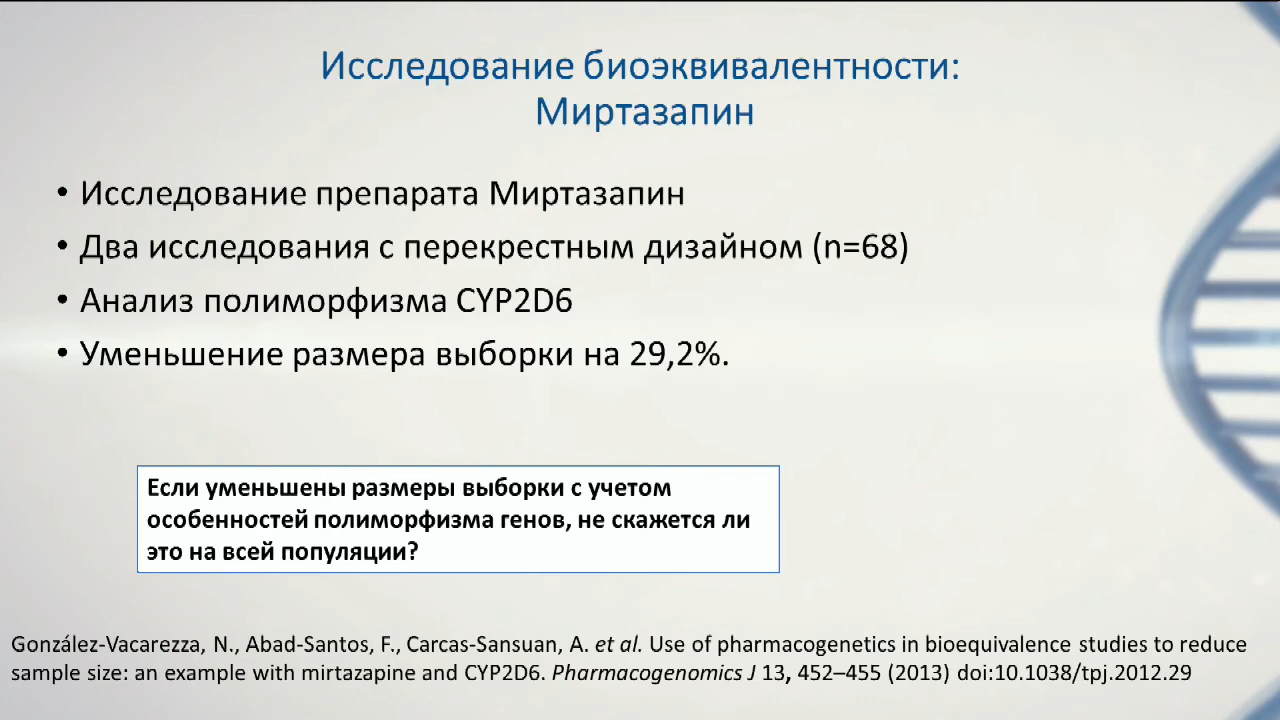 Исследование биоэквивалентности:
Миртазапин
• Исследование препарата Миртазапин
• Два исследования с перекрестным дизайном (n=68)
• Анализ полиморфизма CYP2D6
• Уменьшение размера выборки на 29,2%.
Если уменьшены размеры выборки с учетом
особенностей полиморфизма генов, не скажется ли
это на всей популяции?
González-Vacarezza, N., Abad-Santos, F., Carcas-Sansuan, A. et al. Use of pharmacogenetics in bioequivalence studies to reduce
sample size: an example with mirtazapine and CYP2D6. Pharmacogenomics J 13, 452–455 (2013) doi:10.1038/tpj.2012.29